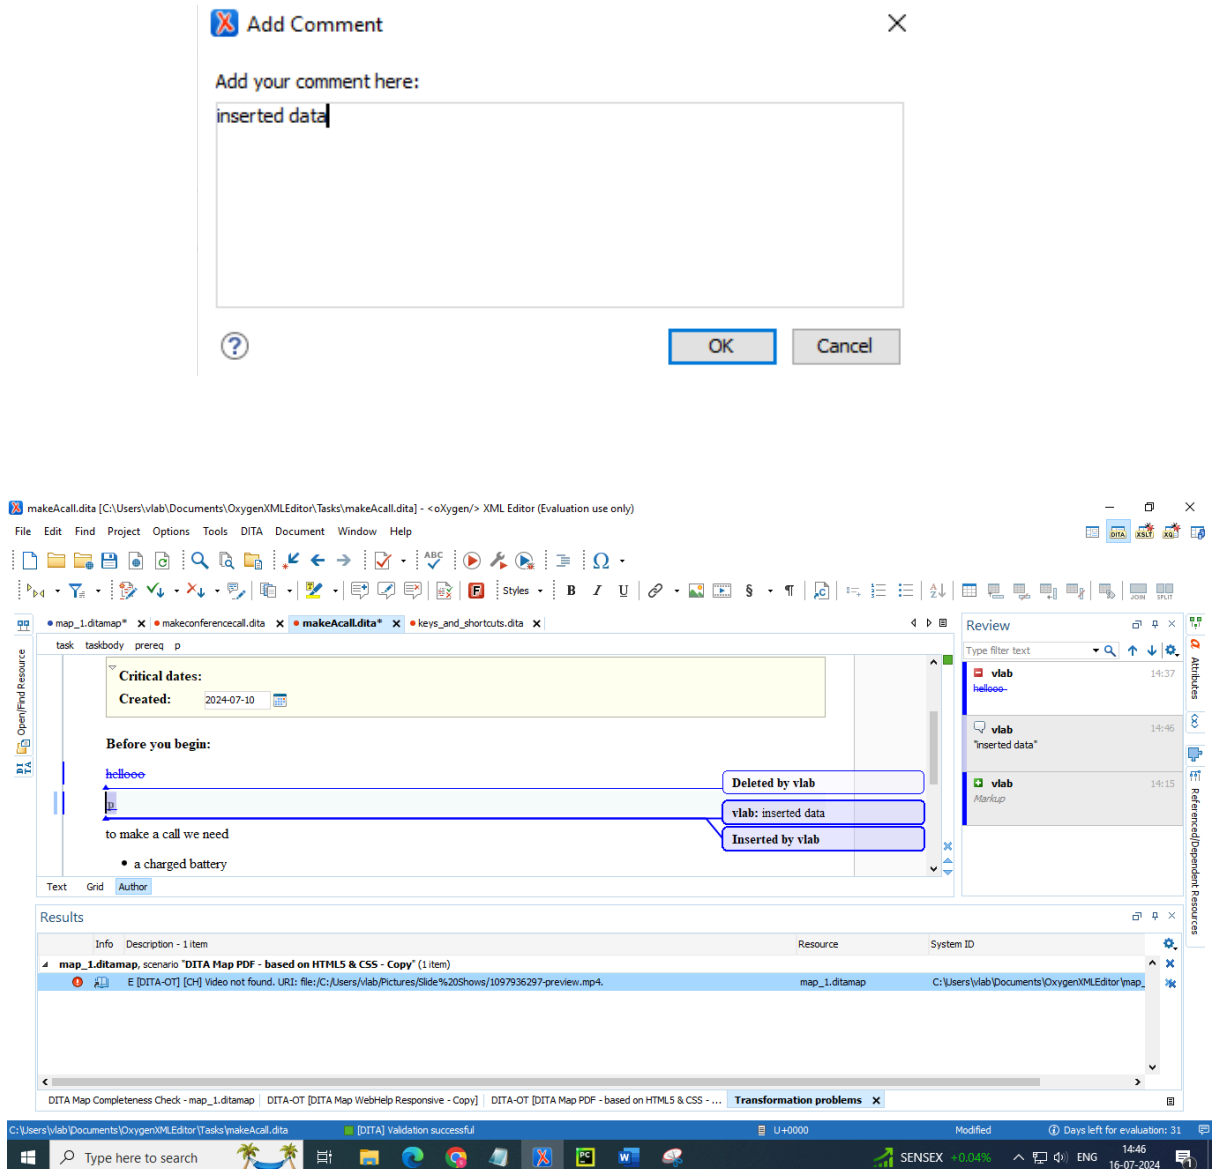 Add Comment
Add your comment here:
inserted data
OK
Cancel
makeAcall.dita [C:\Users\vlab\Documents\OxygenXMLEditor\Tasks\makeAcall.dita] - <oXygen/> XML Editor (Evaluation use only)
File Edit Find Project Options Tools DITA Document Window Help
DITA XSLT XQ
ABC
Styles B I U § ¶ JOIN SPLIT
map_1.ditamap* makeconferencecall.dita makeAcall.dita* keys_and_shortcuts.dita
task taskbody prereq p
Open/Find Resource
DITA
Critical dates:
Created: 2024-07-10
Before you begin:
hellooo
p
to make a call we need
• a charged battery
Deleted by vlab
vlab: inserted data
Inserted by vlab
Text Grid Author
Review
Type filter text
vlab 14:37
hellooo
vlab 14:46
"inserted data"
vlab 14:15
Markup
Attributes
Referenced/Dependent Resources
Results
Info Description - 1 item Resource System ID
map_1.ditamap, scenario "DITA Map PDF - based on HTML5 & CSS - Copy" (1 item)
E [DITA-OT] [CH] Video not found. URI: file:/C:/Users/vlab/Pictures/Slide%20Shows/1097936297-preview.mp4. map_1.ditamap C:\Users\vlab\Documents\OxygenXMLEditor\map_
DITA Map Completeness Check - map_1.ditamap DITA-OT [DITA Map WebHelp Responsive - Copy] DITA-OT [DITA Map PDF - based on HTML5 & CSS - ... Transformation problems
C:\Users\vlab\Documents\OxygenXMLEditor\Tasks\makeAcall.dita [DITA] Validation successful U+0000 Modified Days left for evaluation: 31
Type here to search SENSEX +0.04% ENG 14:46
16-07-2024